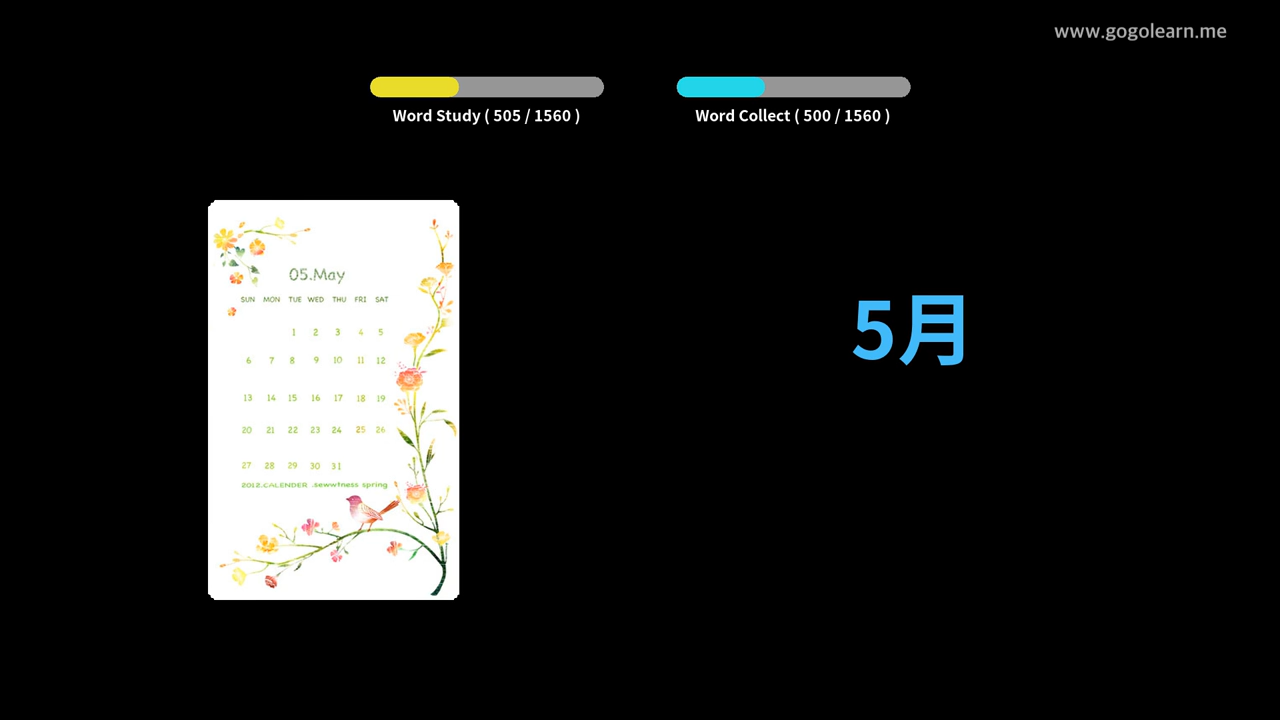 www.gogolearn.me
Word Study ( 505 / 1560 )
Word Collect ( 500 / 1560 )
05.May
SUN MON TUE WED THU FRI SAT
1 2 3 4 5
6 7 8 9 10 11 12
13 14 15 16 17 18 19
20 21 22 23 24 25 26
27 28 29 30 31
2012.CALENDER .sewwtness spring
5月